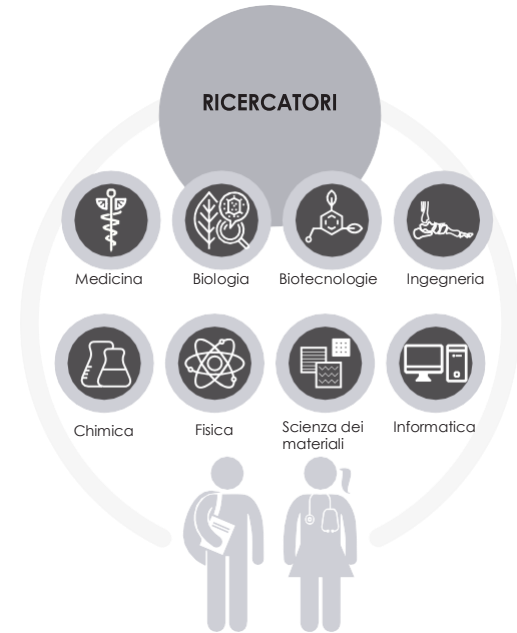 RICERCATORI
Medicina
Biologia
Biotecnologie
Ingegneria
Chimica
Fisica
Scienza dei
materiali
Informatica